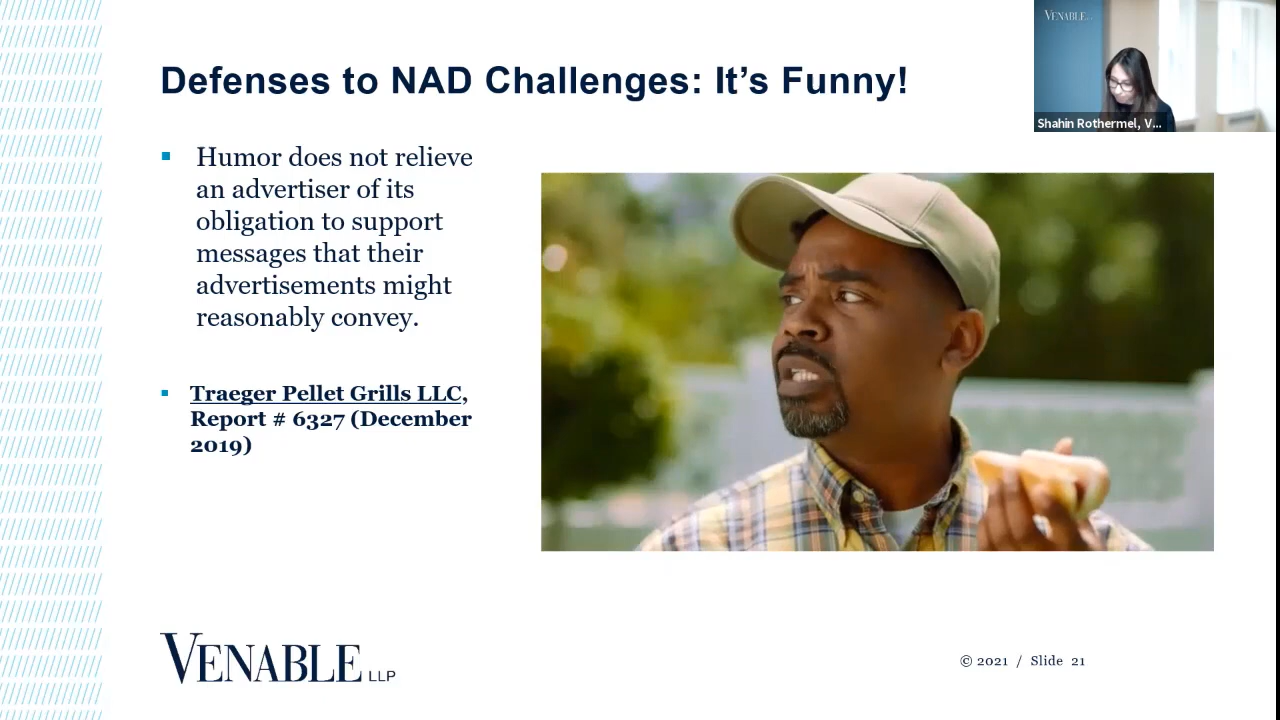 VENABLE LLP
Defenses to NAD Challenges: It’s Funny!
Shahin Rothermel, V...
Humor does not relieve
an advertiser of its
obligation to support
messages that their
advertisements might
reasonably convey.
Traeger Pellet Grills LLC,
Report # 6327 (December
2019)
VENABLE LLP
© 2021 / Slide 21